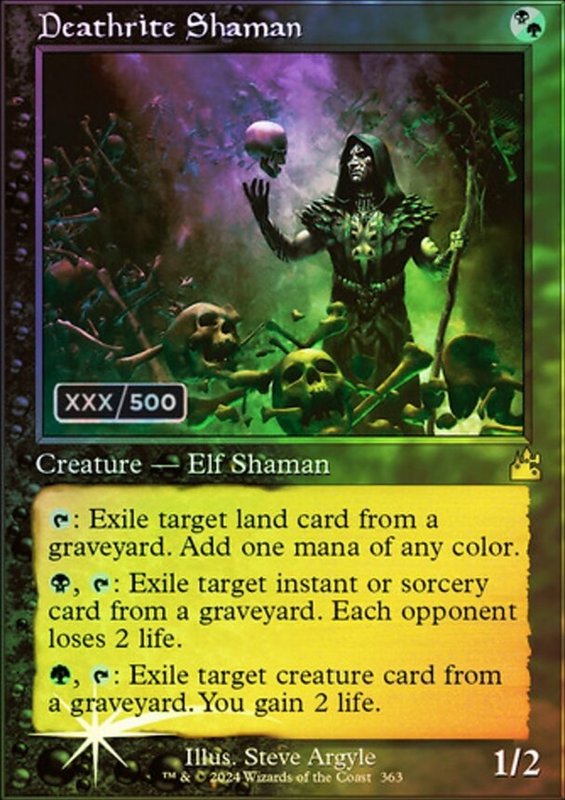 Deathrite Shaman
XXX/500
Creature — Elf Shaman
: Exile target land card from a
graveyard. Add one mana of any color.
, : Exile target instant or sorcery
card from a graveyard. Each opponent
loses 2 life.
, : Exile target creature card from
a graveyard. You gain 2 life.
Illus. Steve Argyle
™ & © 2024 Wizards of the Coast 363
1/2